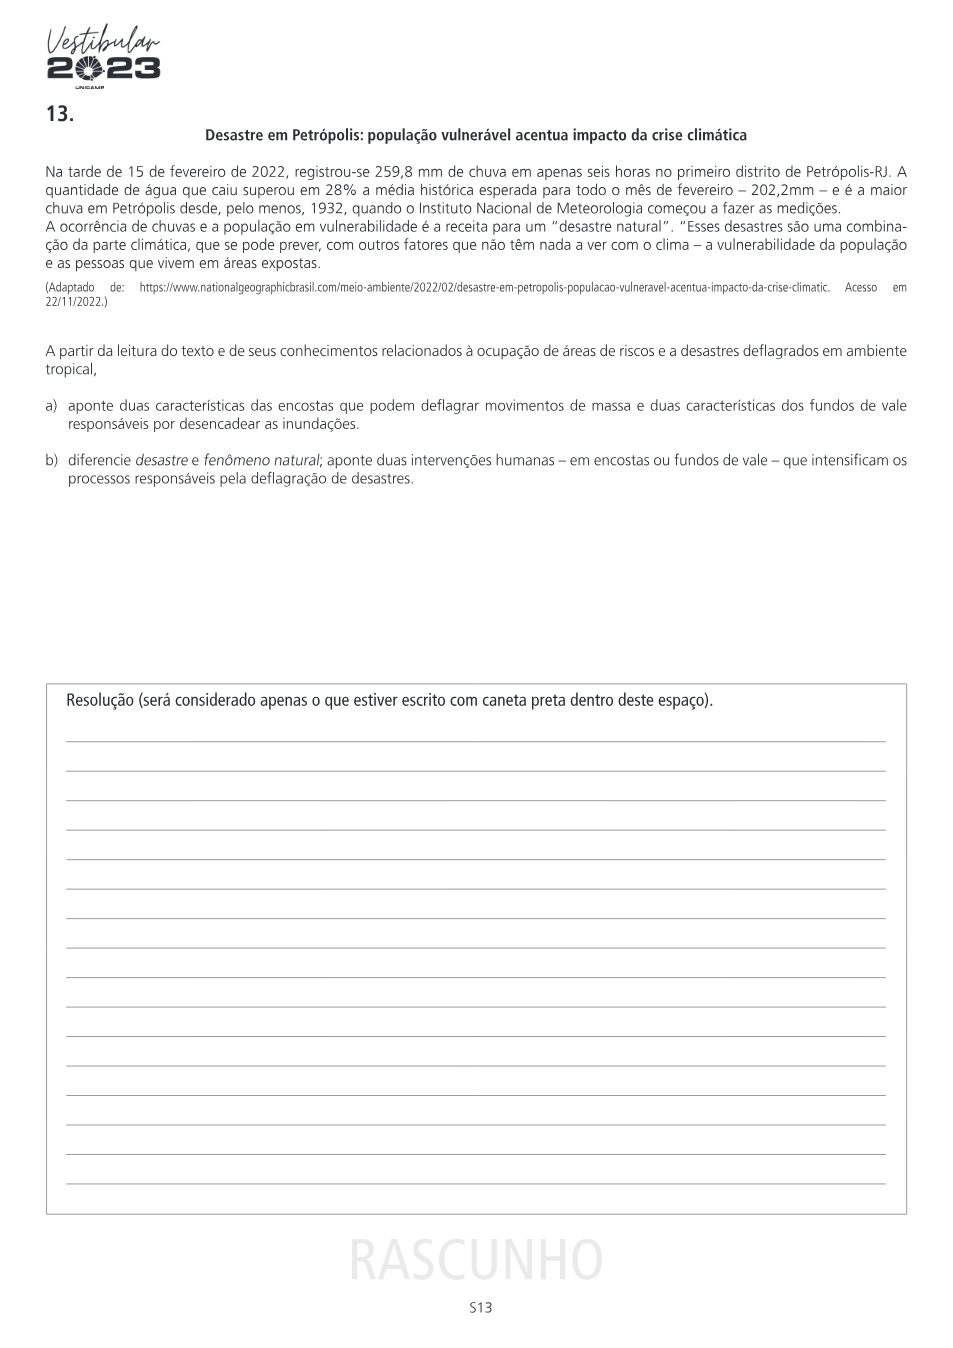 Vestibular
2023
UNICAMP
13.
Desastre em Petrópolis: população vulnerável acentua impacto da crise climática
Na tarde de 15 de fevereiro de 2022, registrou-se 259,8 mm de chuva em apenas seis horas no primeiro distrito de Petrópolis-RJ. A
quantidade de água que caiu superou em 28% a média histórica esperada para todo o mês de fevereiro – 202,2mm – e é a maior
chuva em Petrópolis desde, pelo menos, 1932, quando o Instituto Nacional de Meteorologia começou a fazer as medições.
A ocorrência de chuvas e a população em vulnerabilidade é a receita para um “desastre natural”. “Esses desastres são uma combina-
ção da parte climática, que se pode prever, com outros fatores que não têm nada a ver com o clima – a vulnerabilidade da população
e as pessoas que vivem em áreas expostas.
(Adaptado de: https://www.nationalgeographicbrasil.com/meio-ambiente/2022/02/desastre-em-petropolis-populacao-vulneravel-acentua-impacto-da-crise-climatic. Acesso em
22/11/2022.)
A partir da leitura do texto e de seus conhecimentos relacionados à ocupação de áreas de riscos e a desastres deflagrados em ambiente
tropical,
a) aponte duas características das encostas que podem deflagrar movimentos de massa e duas características dos fundos de vale
responsáveis por desencadear as inundações.
b) diferencie desastre e fenômeno natural; aponte duas intervenções humanas – em encostas ou fundos de vale – que intensificam os
processos responsáveis pela deflagração de desastres.
Resolução (será considerado apenas o que estiver escrito com caneta preta dentro deste espaço).
RASCUNHO
S13